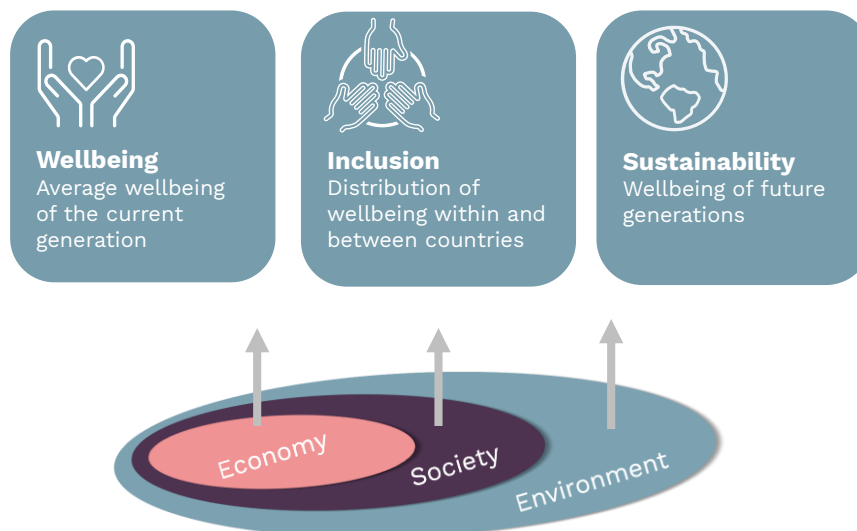 Wellbeing
Average wellbeing
of the current
generation
Inclusion
Distribution of
wellbeing within and
between countries
Sustainability
Wellbeing of future
generations
Economy
Society
Environment